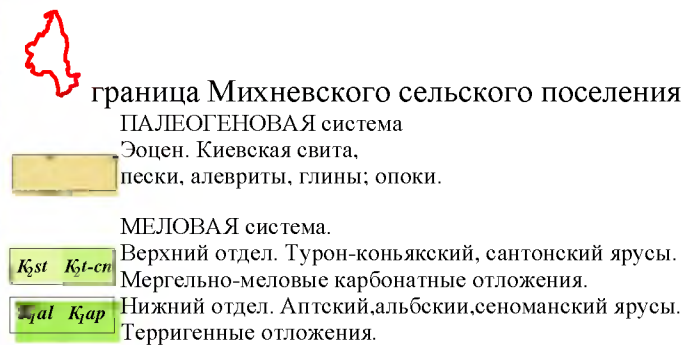 граница Михневского сельского поселения
ПАЛЕОГЕНОВАЯ система
Эоцен. Киевская свита,
пески, алевриты, глины; опоки.
МЕЛОВАЯ система.
K₂st K₂t-cn Верхний отдел. Турон-коньякский, сантонский ярусы.
Мергельно-меловые карбонатные отложения.
₁al K₁ap Нижний отдел. Аптский,альбскии,сеноманский ярусы.
Терригенные отложения.